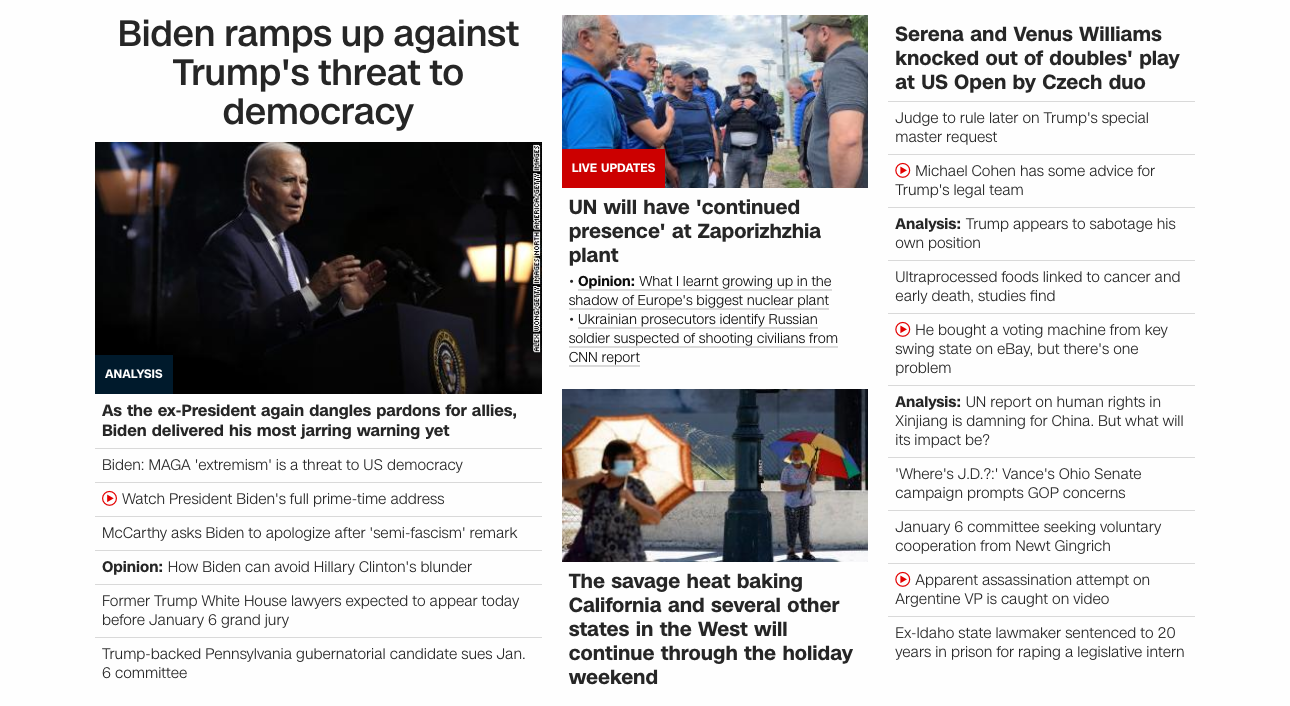 Biden ramps up against
Trump's threat to
democracy
ALEX WONG/GETTY IMAGES NORTH AMERICA/GETTY IMAGES
ANALYSIS
As the ex-President again dangles pardons for allies,
Biden delivered his most jarring warning yet
Biden: MAGA 'extremism' is a threat to US democracy
Watch President Biden's full prime-time address
McCarthy asks Biden to apologize after 'semi-fascism' remark
Opinion: How Biden can avoid Hillary Clinton's blunder
Former Trump White House lawyers expected to appear today
before January 6 grand jury
Trump-backed Pennsylvania gubernatorial candidate sues Jan.
6 committee
LIVE UPDATES
UN will have 'continued
presence' at Zaporizhzhia
plant
• Opinion: What I learnt growing up in the
shadow of Europe's biggest nuclear plant
• Ukrainian prosecutors identify Russian
soldier suspected of shooting civilians from
CNN report
The savage heat baking
California and several other
states in the West will
continue through the holiday
weekend
Serena and Venus Williams
knocked out of doubles' play
at US Open by Czech duo
Judge to rule later on Trump's special
master request
Michael Cohen has some advice for
Trump's legal team
Analysis: Trump appears to sabotage his
own position
Ultraprocessed foods linked to cancer and
early death, studies find
He bought a voting machine from key
swing state on eBay, but there's one
problem
Analysis: UN report on human rights in
Xinjiang is damning for China. But what will
its impact be?
'Where's J.D.?:' Vance's Ohio Senate
campaign prompts GOP concerns
January 6 committee seeking voluntary
cooperation from Newt Gingrich
Apparent assassination attempt on
Argentine VP is caught on video
Ex-Idaho state lawmaker sentenced to 20
years in prison for raping a legislative intern